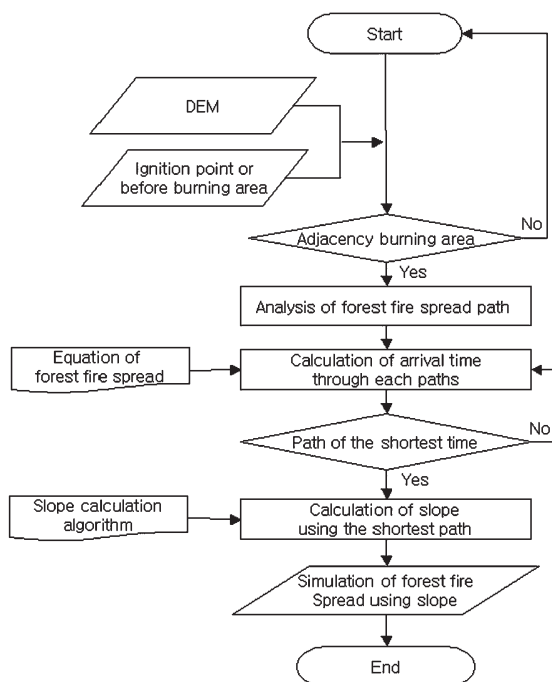 Start
DEM
Ignition point or
before burning area
Adjacency burning area
No
Yes
Analysis of forest fire spread path
Equation of
forest fire spread
Calculation of arrival time
through each paths
Path of the shortest time
No
Yes
Slope calculation
algorithm
Calculation of slope
using the shortest path
Simulation of forest fire
Spread using slope
End